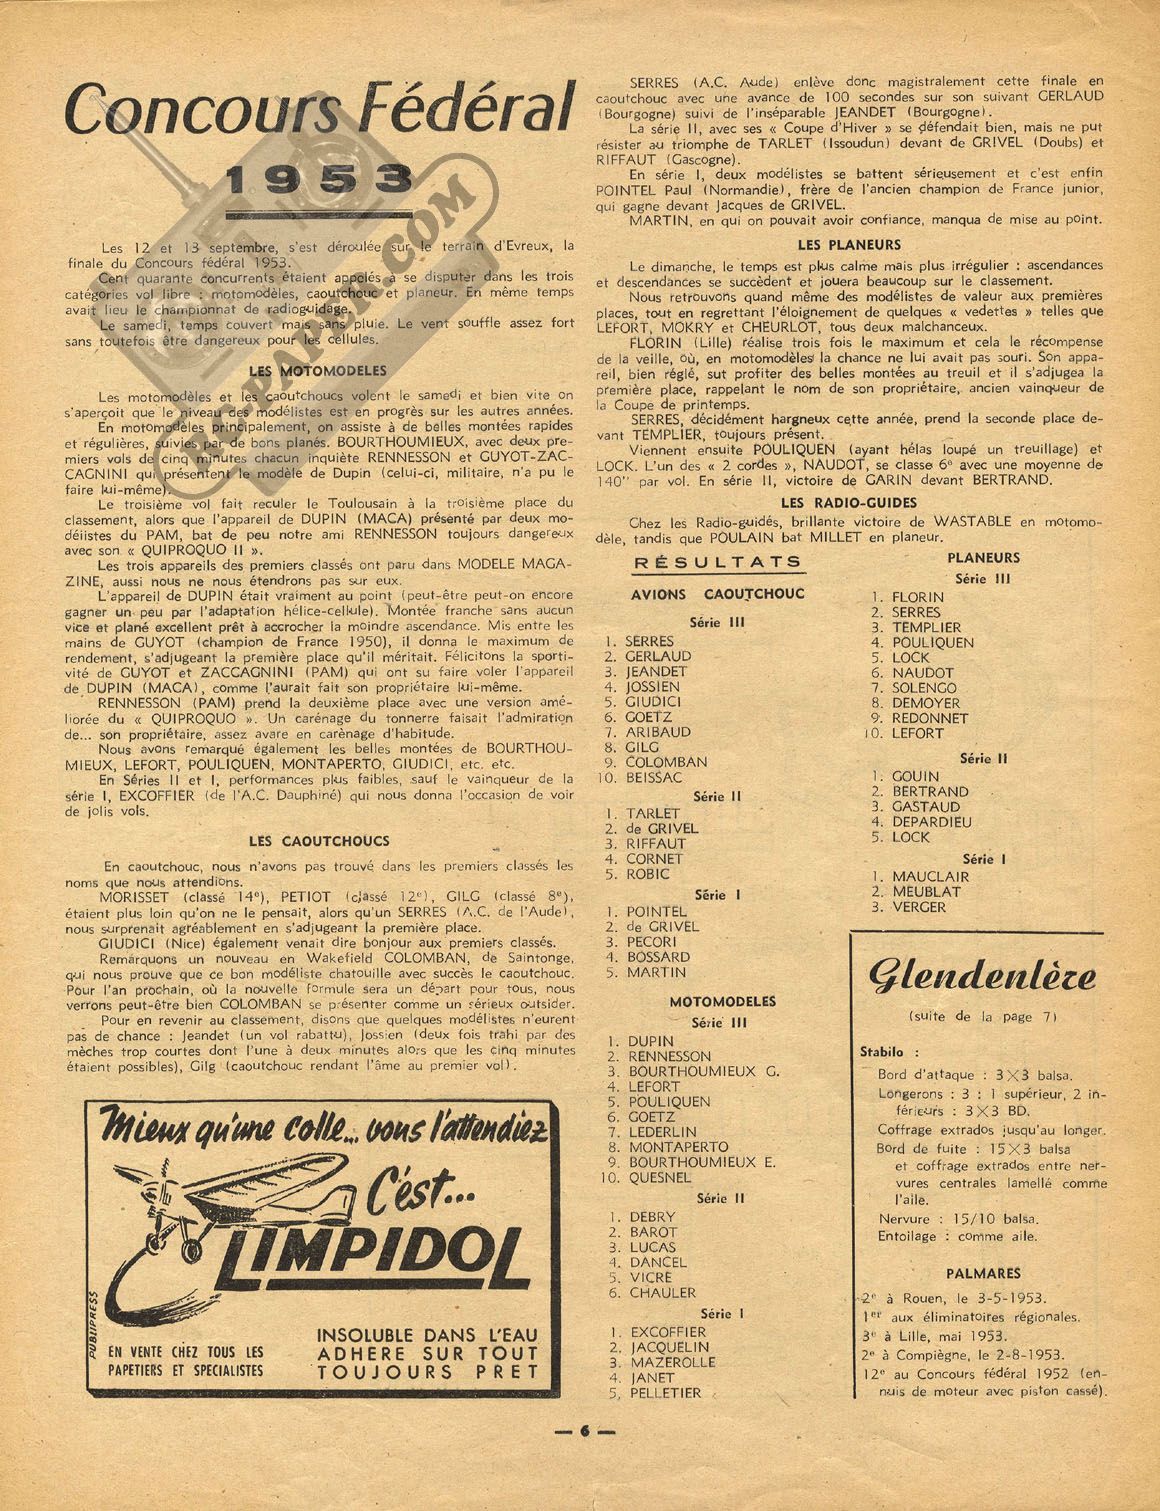 Concours Fédéral
1953
Les 12 et 13 septembre, s'est déroulée sur le terrain d'Evreux, la
finale du Concours fédéral 1953.
Cent quarante concurrents étaient appelés à se disputer dans les trois
catégories vol libre : motomodèles, caoutchouc et planeur. En même temps
avait lieu le championnat de radioguidage.
Le samedi, temps couvert mais sans pluie. Le vent souffle assez fort
sans toutefois être dangereux pour les cellules.
LES MOTOMODELES
Les motomodèles et les caoutchoucs volent le samedi et bien vite on
s'aperçoit que le niveau des modélistes est en progrès sur les autres années.
En motomodèles principalement, on assiste à de belles montées rapides
et régulières, suivies par de bons planés. BOURTHOUMIEUX, avec deux pre-
miers vols de cinq minutes chacun inquiète RENNESSON et GUYOT-ZAC-
CAGNINI qui présentent le modèle de Dupin (celui-ci, militaire, n'a pu le
faire lui-même).
Le troisième vol fait reculer le Toulousain à la troisième place du
classement, alors que l'appareil de DUPIN (MACA) présenté par deux mo-
délistes du PAM, bat de peu notre ami RENNESSON toujours dangereux
avec son « QUIPROQUO II ».
Les trois appareils des premiers classés ont paru dans MODELE MAGA-
ZINE, aussi nous ne nous étendrons pas sur eux.
L'appareil de DUPIN était vraiment au point (peut-être peut-on encore
gagner un peu par l'adaptation hélice-cellule). Montée franche sans aucun
vice et plané excellent prêt à accrocher la moindre ascendance. Mis entre les
mains de GUYOT (champion de France 1950), il donna le maximum de
rendement, s'adjugeant la première place qu'il méritait. Félicitons la sporti-
vité de GUYOT et ZACCAGNINI (PAM) qui ont su faire voler l'appareil
de DUPIN (MACA), comme l'aurait fait son propriétaire lui-même.
RENNESSON (PAM) prend la deuxième place avec une version amé-
liorée du « QUIPROQUO ». Un carénage du tonnerre faisait l'admiration
de... son propriétaire, assez avare en carènage d'habitude.
Nous avons remarqué également les belles montées de BOURTHOU-
MIEUX, LEFORT, POULIQUEN, MONTAPERTO, GIUDICI, etc. etc.
En Séries II et I, performances plus faibles, sauf le vainqueur de la
série I, EXCOFFIER (de l'A.C. Dauphiné) qui nous donna l'occasion de voir
de jolis vols.
LES CAOUTCHOUCS
En caoutchouc, nous n'avons pas trouvé dans les premiers classés les
noms que nous attendions.
MORISSET (classé 14e), PETIOT (classé 12e), GILG (classé 8e),
étaient plus loin qu'on ne le pensait, alors qu'un SERRES (A.C. de l'Aude),
nous surprenait agréablement en s'adjugeant la première place.
GIUDICI (Nice) également venait dire bonjour aux premiers classés.
Remarquons un nouveau en Wakefield COLOMBAN, de Saintonge,
qui nous prouve que ce bon modéliste chatouille avec succès le caoutchouc.
Pour l'an prochain, où la nouvelle formule sera un départ pour tous, nous
verrons peut-être bien COLOMBAN se présenter comme un sérieux outsider.
Pour en revenir au classement, disons que quelques modélistes n'eurent
pas de chance : Jeandet (un vol rabattu), Jossien (deux fois trahi par des
mèches trop courtes dont l'une à deux minutes alors que les cinq minutes
étaient possibles), Gilg (caoutchouc rendant l'âme au premier vol).
Mieux qu'une colle... vous l'attendiez
C'est...
LIMPIDOL
PUBLIPRESS
EN VENTE CHEZ TOUS LES
PAPETIERS ET SPECIALISTES
INSOLUBLE DANS L'EAU
ADHERE SUR TOUT
TOUJOURS PRET
SERRES (A.C. Aude) enlève donc magistralement cette finale en
caoutchouc avec une avance de 100 secondes sur son suivant GERLAUD
(Bourgogne) suivi de l'inséparable JEANDET (Bourgogne).
La série II, avec ses « Coupe d'Hiver » se défendait bien, mais ne put
résister au triomphe de TARLET (Issoudun) devant de GRIVEL (Doubs) et
RIFFAUT (Gascogne).
En série I, deux modélistes se battent sérieusement et c'est enfin
POINTEL Paul (Normandie), frère de l'ancien champion de France junior,
qui gagne devant Jacques de GRIVEL.
MARTIN, en qui on pouvait avoir confiance, manqua de mise au point.
LES PLANEURS
Le dimanche, le temps est plus calme mais plus irrégulier : ascendances
et descendances se succèdent et jouera beaucoup sur le classement.
Nous retrouvons quand même des modélistes de valeur aux premières
places, tout en regrettant l'éloignement de quelques « vedettes » telles que
LEFORT, MOKRY et CHEURLOT, tous deux malchanceux.
FLORIN (Lille) réalise trois fois le maximum et cela le récompense
de la veille, où, en motomodèles la chance ne lui avait pas souri. Son appa-
reil, bien réglé, sut profiter des belles montées au treuil et il s'adjugea la
première place, rappelant le nom de son propriétaire, ancien vainqueur de
la Coupe de printemps.
SERRES, décidément hargneux cette année, prend la seconde place de-
vant TEMPLIER, toujours présent.
Viennent ensuite POULIQUEN (ayant hélas loupé un treuillage) et
LOCK. L'un des « 2 cordes », NAUDOT, se classe 6e avec une moyenne de
140'' par vol. En série II, victoire de GARIN devant BERTRAND.
LES RADIO-GUIDES
Chez les Radio-guidés, brillante victoire de WASTABLE en motomo-
dèle, tandis que POULAIN bat MILLET en planeur.
RÉSULTATS
AVIONS CAOUTCHOUC
Série III
1. SERRES
2. GERLAUD
3. JEANDET
4. JOSSIEN
5. GIUDICI
6. GOETZ
7. ARIBAUD
8. GILG
9. COLOMBAN
10. BEISSAC
Série II
1. TARLET
2. de GRIVEL
3. RIFFAUT
4. CORNET
5. ROBIC
Série I
1. POINTEL
2. de GRIVEL
3. PECORI
4. BOSSARD
5. MARTIN
MOTOMODELES
Série III
1. DUPIN
2. RENNESSON
3. BOURTHOUMIEUX G.
4. LEFORT
5. POULIQUEN
6. GOETZ
7. LEDERLIN
8. MONTAPERTO
9. BOURTHOUMIEUX E.
10. QUESNEL
Série II
1. DEBRY
2. BAROT
3. LUCAS
4. DANCEL
5. VICRE
6. CHAULER
Série I
1. EXCOFFIER
2. JACQUELIN
3. MAZEROLLE
4. JANET
5, PELLETIER
PLANEURS
Série III
1. FLORIN
2. SERRES
3. TEMPLIER
4. POULIQUEN
5. LOCK
6. NAUDOT
7. SOLENGO
8. DEMOYER
9. REDONNET
10. LEFORT
Série II
1. GOUIN
2. BERTRAND
3. GASTAUD
4. DEPARDIEU
5. LOCK
Série I
1. MAUCLAIR
2. MEUBLAT
3. VERGER
Glendenlère
(suite de la page 7)
Stabilo :
Bord d'attaque : 3×3 balsa.
Longerons : 3 : 1 supérieur, 2 in-
férieurs : 3×3 BD.
Coffrage extrados jusqu'au longer.
Bord de fuite : 15×3 balsa
et coffrage extrados entre ner-
vures centrales lamellé comme
l'aile.
Nervure : 15/10 balsa.
Entoilage : comme aile.
PALMARES
2e à Rouen, le 3-5-1953.
1er aux éliminatoires régionales.
3e à Lille, mai 1953.
2e à Compiègne, le 2-8-1953.
12e au Concours fédéral 1952 (en-
nuis de moteur avec piston cassé).
— 6 —
RC-PAPER.COM